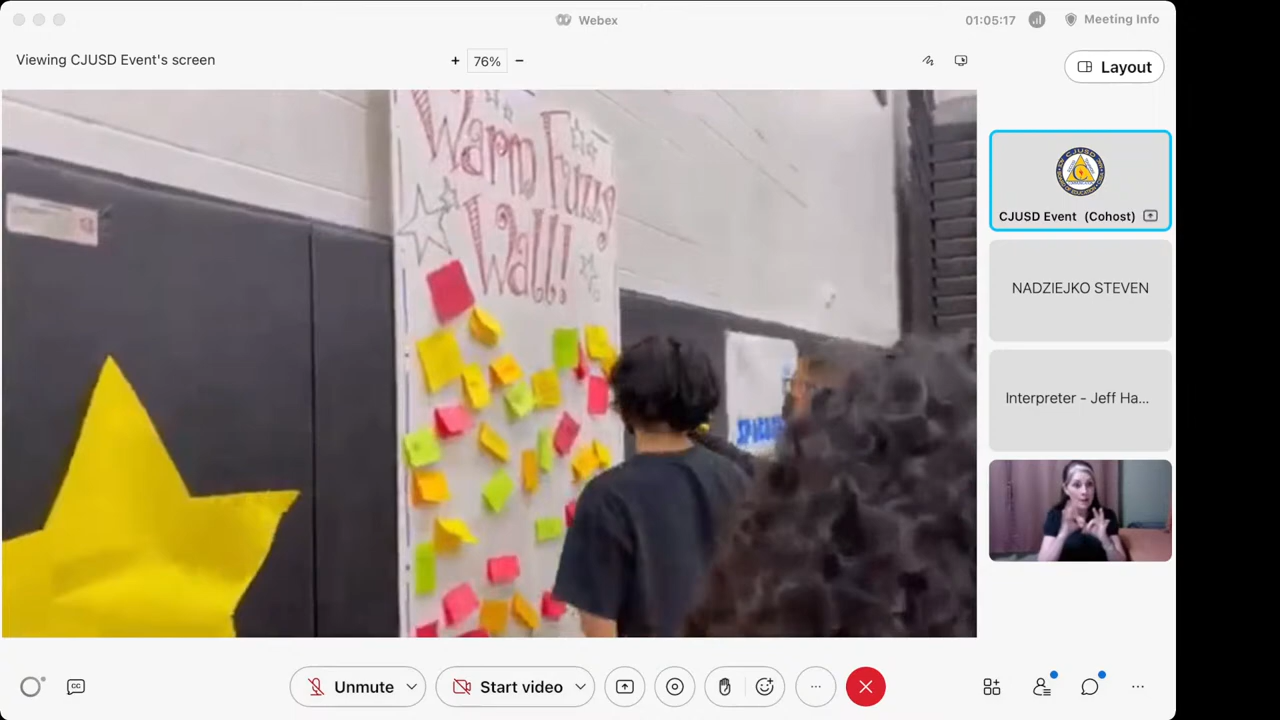 Webex
01:05:17
Meeting Info
Viewing CJUSD Event's screen
+ 76% −
Layout
Warm Fuzzy
Wall!
CJUSD Event (Cohost)
NADZIEJKO STEVEN
Interpreter - Jeff Ha...
CC
Unmute
Start video